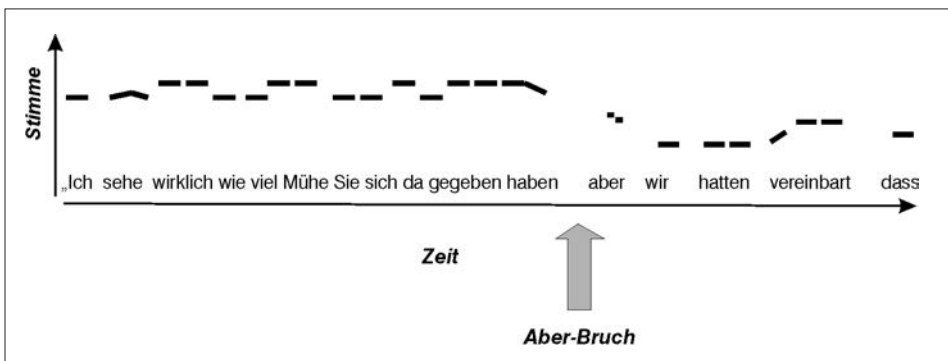 Stimme
„Ich sehe wirklich wie viel Mühe Sie sich da gegeben haben aber wir hatten vereinbart dass
Zeit
Aber-Bruch